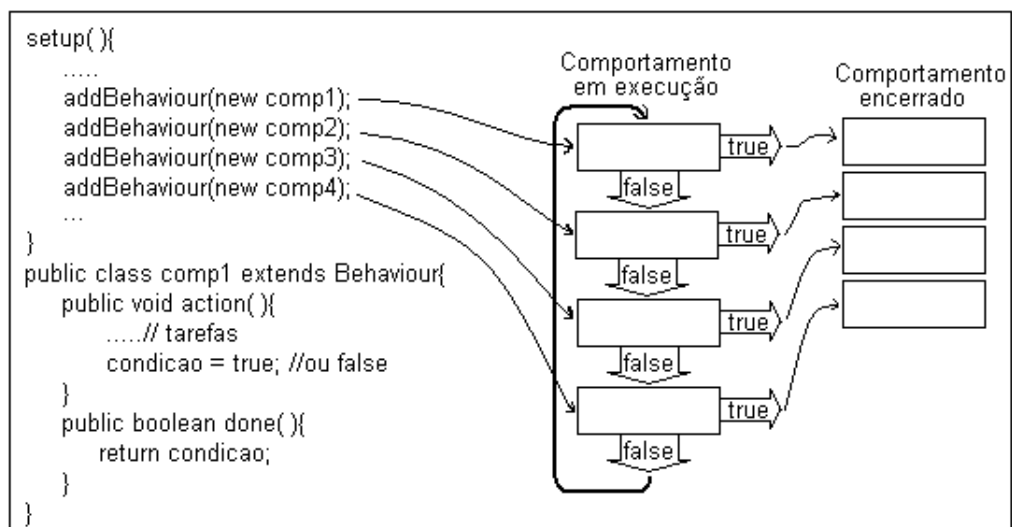 setup( ){
.....
addBehaviour(new comp1);
addBehaviour(new comp2);
addBehaviour(new comp3);
addBehaviour(new comp4);
...
}
public class comp1 extends Behaviour{
public void action( ){
.....// tarefas
condicao = true; //ou false
}
public boolean done( ){
return condicao;
}
}
Comportamento
em execução
Comportamento
encerrado
true
false
true
false
true
false
true
false